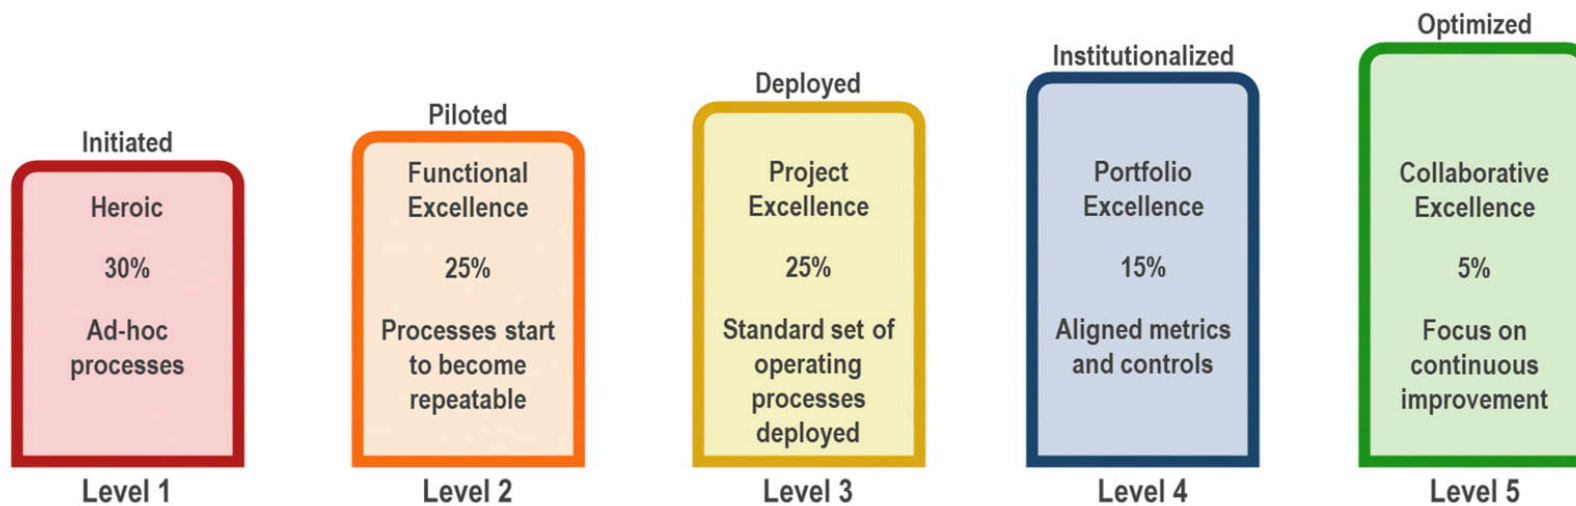 Initiated
Heroic
30%
Ad-hoc
processes
Level 1
Piloted
Functional
Excellence
25%
Processes start
to become
repeatable
Level 2
Deployed
Project
Excellence
25%
Standard set of
operating
processes
deployed
Level 3
Institutionalized
Portfolio
Excellence
15%
Aligned metrics
and controls
Level 4
Optimized
Collaborative
Excellence
5%
Focus on
continuous
improvement
Level 5